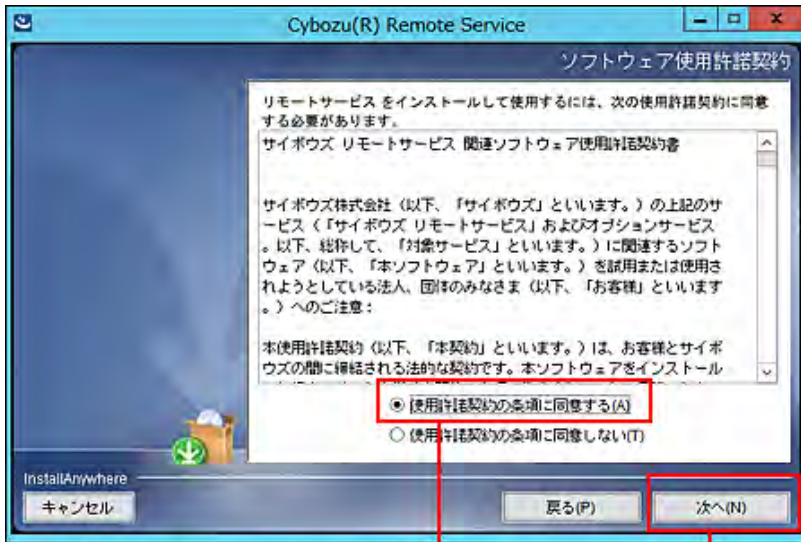 Cybozu(R) Remote Service
ソフトウェア使用許諾契約
リモートサービス をインストールして使用するには、次の使用許諾契約に同意
する必要があります。
サイボウズ リモートサービス 関連ソフトウェア使用許諾契約書
サイボウズ株式会社（以下、「サイボウズ」といいます。）の上記のサ
ービス（「サイボウズ リモートサービス」およびオプションサービス
。以下、総称して、「対象サービス」といいます。）に関連するソフト
ウェア（以下、「本ソフトウェア」といいます。）を試用または使用さ
れようとしている法人、団体のみなさま（以下、「お客様」といいます
。）へのご注意：
本使用許諾契約（以下、「本契約」といいます。）は、お客様とサイボ
ウズの間に締結される法的な契約です。本ソフトウェアをインストール
使用許諾契約の条項に同意する(A)
使用許諾契約の条項に同意しない(T)
InstallAnywhere
キャンセル
戻る(P)
次へ(N)